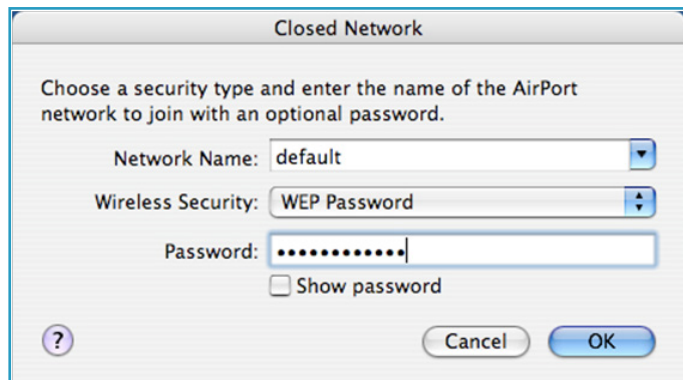 Closed Network
Choose a security type and enter the name of the AirPort
network to join with an optional password.
Network Name: default
Wireless Security: WEP Password
Password: ••••••••••••
Show password
? Cancel OK